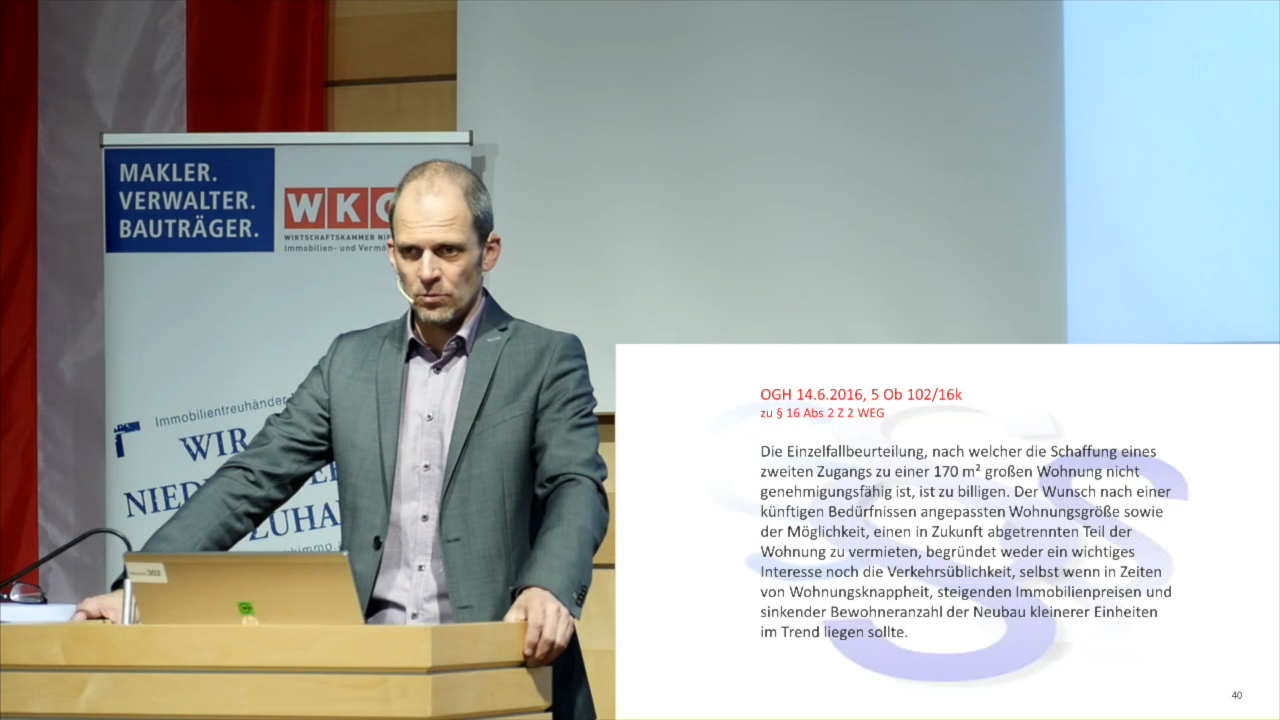 MAKLER.
VERWALTER.
BAUTRÄGER.
WK
WIRTSCHAFTSKAMMER
Immobilien- und
Immobilientreuhänder
WIR
OGH 14.6.2016, 5 Ob 102/16k
zu § 16 Abs 2 Z 2 WEG
Die Einzelfallbeurteilung, nach welcher die Schaffung eines
zweiten Zugangs zu einer 170 m² großen Wohnung nicht
genehmigungsfähig ist, ist zu billigen. Der Wunsch nach einer
künftigen Bedürfnissen angepassten Wohnungsgröße sowie
der Möglichkeit, einen in Zukunft abgetrennten Teil der
Wohnung zu vermieten, begründet weder ein wichtiges
Interesse noch die Verkehrsüblichkeit, selbst wenn in Zeiten
von Wohnungsknappheit, steigenden Immobilienpreisen und
sinkender Bewohneranzahl der Neubau kleinerer Einheiten
im Trend liegen sollte.
40